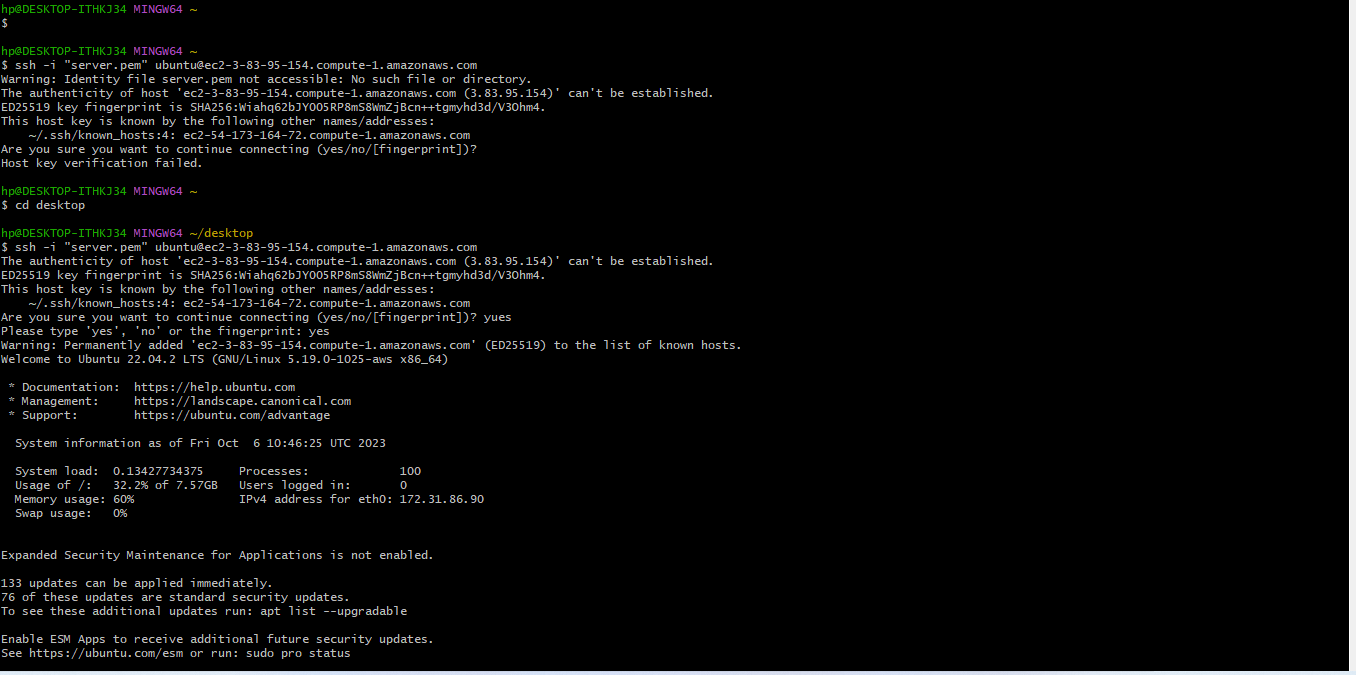 hp@DESKTOP-ITHKJ34 MINGW64 ~
$
hp@DESKTOP-ITHKJ34 MINGW64 ~
$ ssh -i "server.pem" ubuntu@ec2-3-83-95-154.compute-1.amazonaws.com
Warning: Identity file server.pem not accessible: No such file or directory.
The authenticity of host 'ec2-3-83-95-154.compute-1.amazonaws.com (3.83.95.154)' can't be established.
ED25519 key fingerprint is SHA256:Wiahq62bJYOO5RP8mS8WmZjBcn++tgmyhd3d/V3Ohm4.
This host key is known by the following other names/addresses:
    ~/.ssh/known_hosts:4: ec2-54-173-164-72.compute-1.amazonaws.com
Are you sure you want to continue connecting (yes/no/[fingerprint])?
Host key verification failed.
hp@DESKTOP-ITHKJ34 MINGW64 ~
$ cd desktop
hp@DESKTOP-ITHKJ34 MINGW64 ~/desktop
$ ssh -i "server.pem" ubuntu@ec2-3-83-95-154.compute-1.amazonaws.com
The authenticity of host 'ec2-3-83-95-154.compute-1.amazonaws.com (3.83.95.154)' can't be established.
ED25519 key fingerprint is SHA256:Wiahq62bJYOO5RP8mS8WmZjBcn++tgmyhd3d/V3Ohm4.
This host key is known by the following other names/addresses:
    ~/.ssh/known_hosts:4: ec2-54-173-164-72.compute-1.amazonaws.com
Are you sure you want to continue connecting (yes/no/[fingerprint])? yues
Please type 'yes', 'no' or the fingerprint: yes
Warning: Permanently added 'ec2-3-83-95-154.compute-1.amazonaws.com' (ED25519) to the list of known hosts.
Welcome to Ubuntu 22.04.2 LTS (GNU/Linux 5.19.0-1025-aws x86_64)
 * Documentation:  https://help.ubuntu.com
 * Management:     https://landscape.canonical.com
 * Support:        https://ubuntu.com/advantage
  System information as of Fri Oct  6 10:46:25 UTC 2023
  System load:  0.13427734375     Processes:             100
  Usage of /:   32.2% of 7.57GB   Users logged in:       0
  Memory usage: 60%               IPv4 address for eth0: 172.31.86.90
  Swap usage:   0%
Expanded Security Maintenance for Applications is not enabled.
133 updates can be applied immediately.
76 of these updates are standard security updates.
To see these additional updates run: apt list --upgradable
Enable ESM Apps to receive additional future security updates.
See https://ubuntu.com/esm or run: sudo pro status